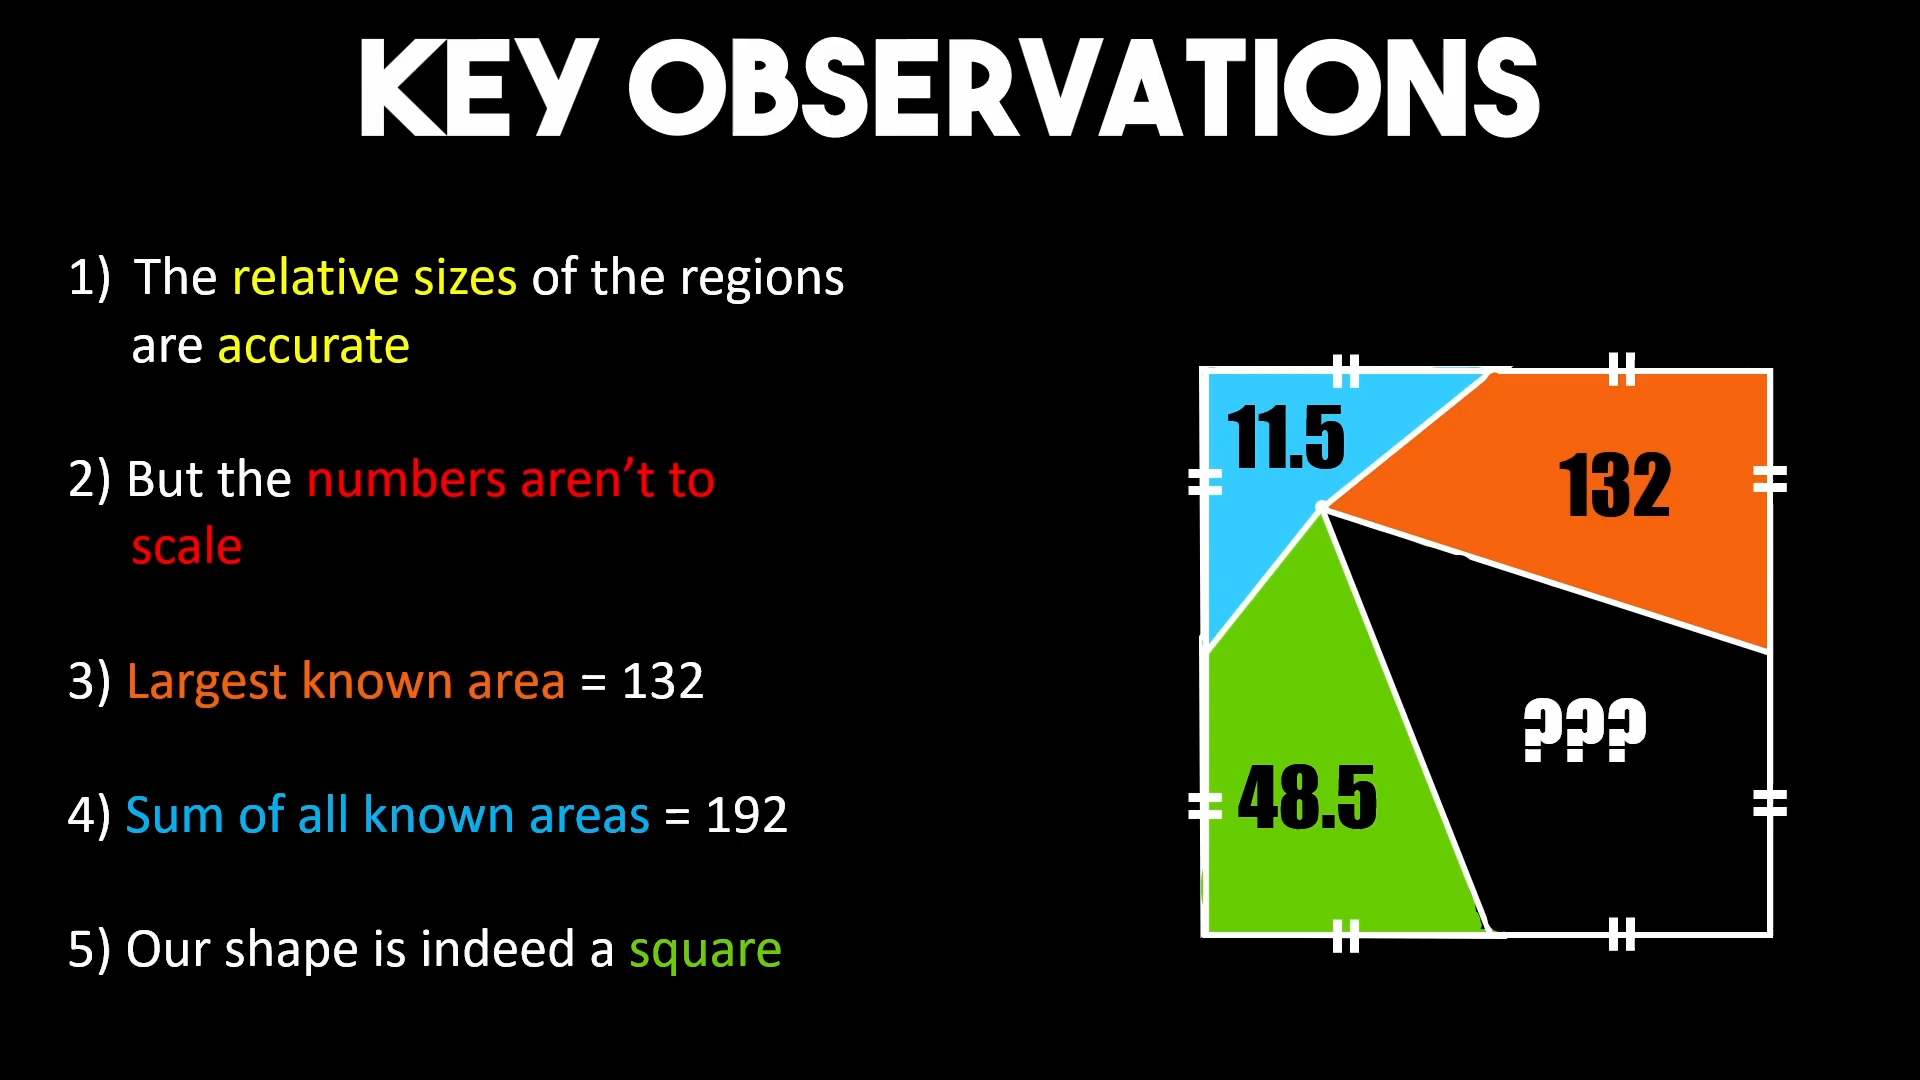 KEY OBSERVATIONS
1) The relative sizes of the regions
are accurate
2) But the numbers aren't to
scale
3) Largest known area = 132
4) Sum of all known areas = 192
5) Our shape is indeed a square
11.5
132
???
48.5